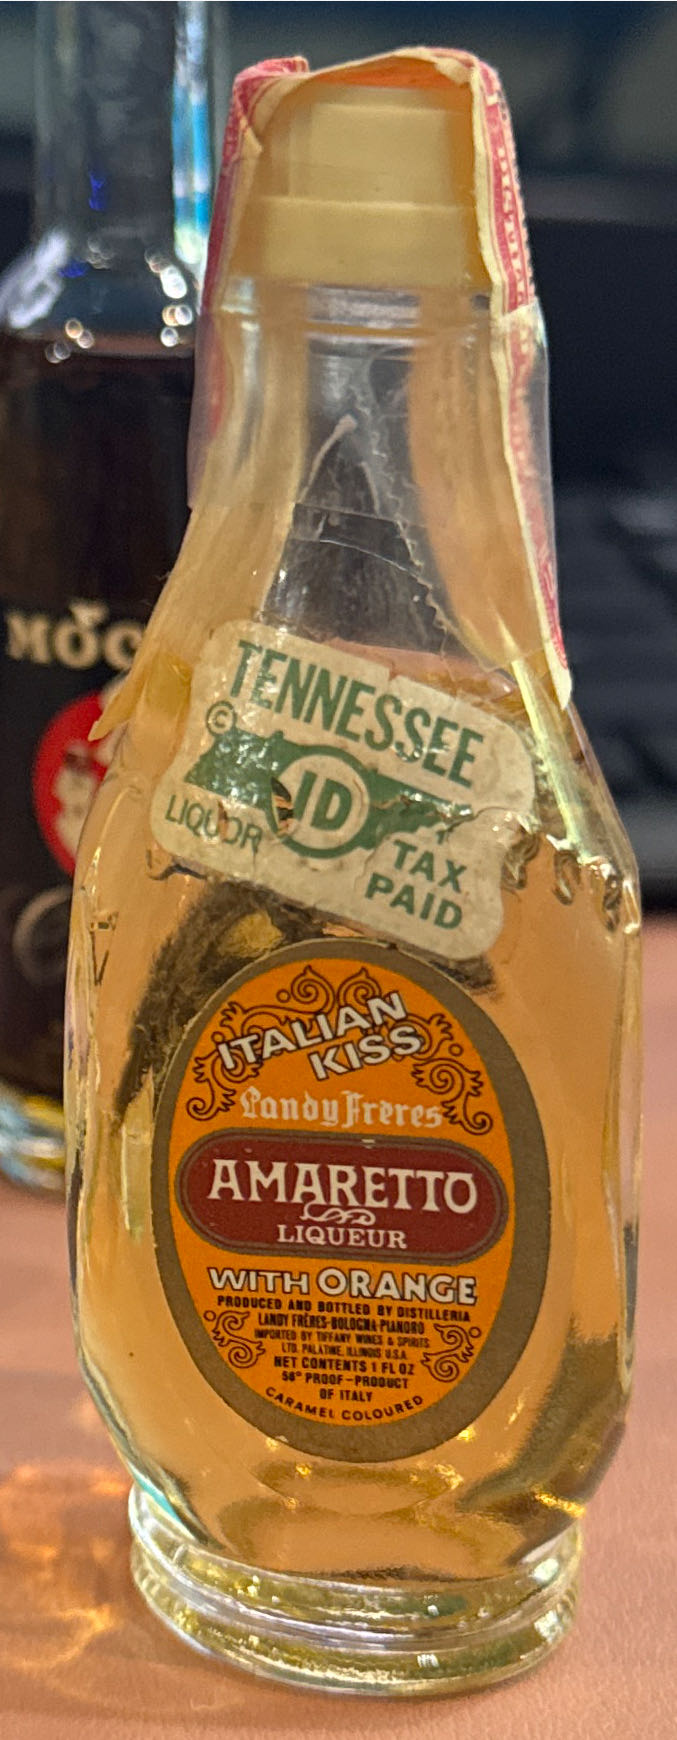 MÖC
TENNESSEE
©
ID
LIQUOR
TAX
PAID
ITALIAN
KISS
Landy Frères
AMARETTO
LIQUEUR
WITH ORANGE
PRODUCED AND BOTTLED BY DISTILLERIA
LANDY FRÈRES-BOLOGNA-PIANORO
IMPORTED BY TIFFANY WINES & SPIRITS
LTD. PALATINE, ILLINOIS U.S.A.
NET CONTENTS 1 FL OZ
56° PROOF-PRODUCT
OF ITALY
CARAMEL COLOURED